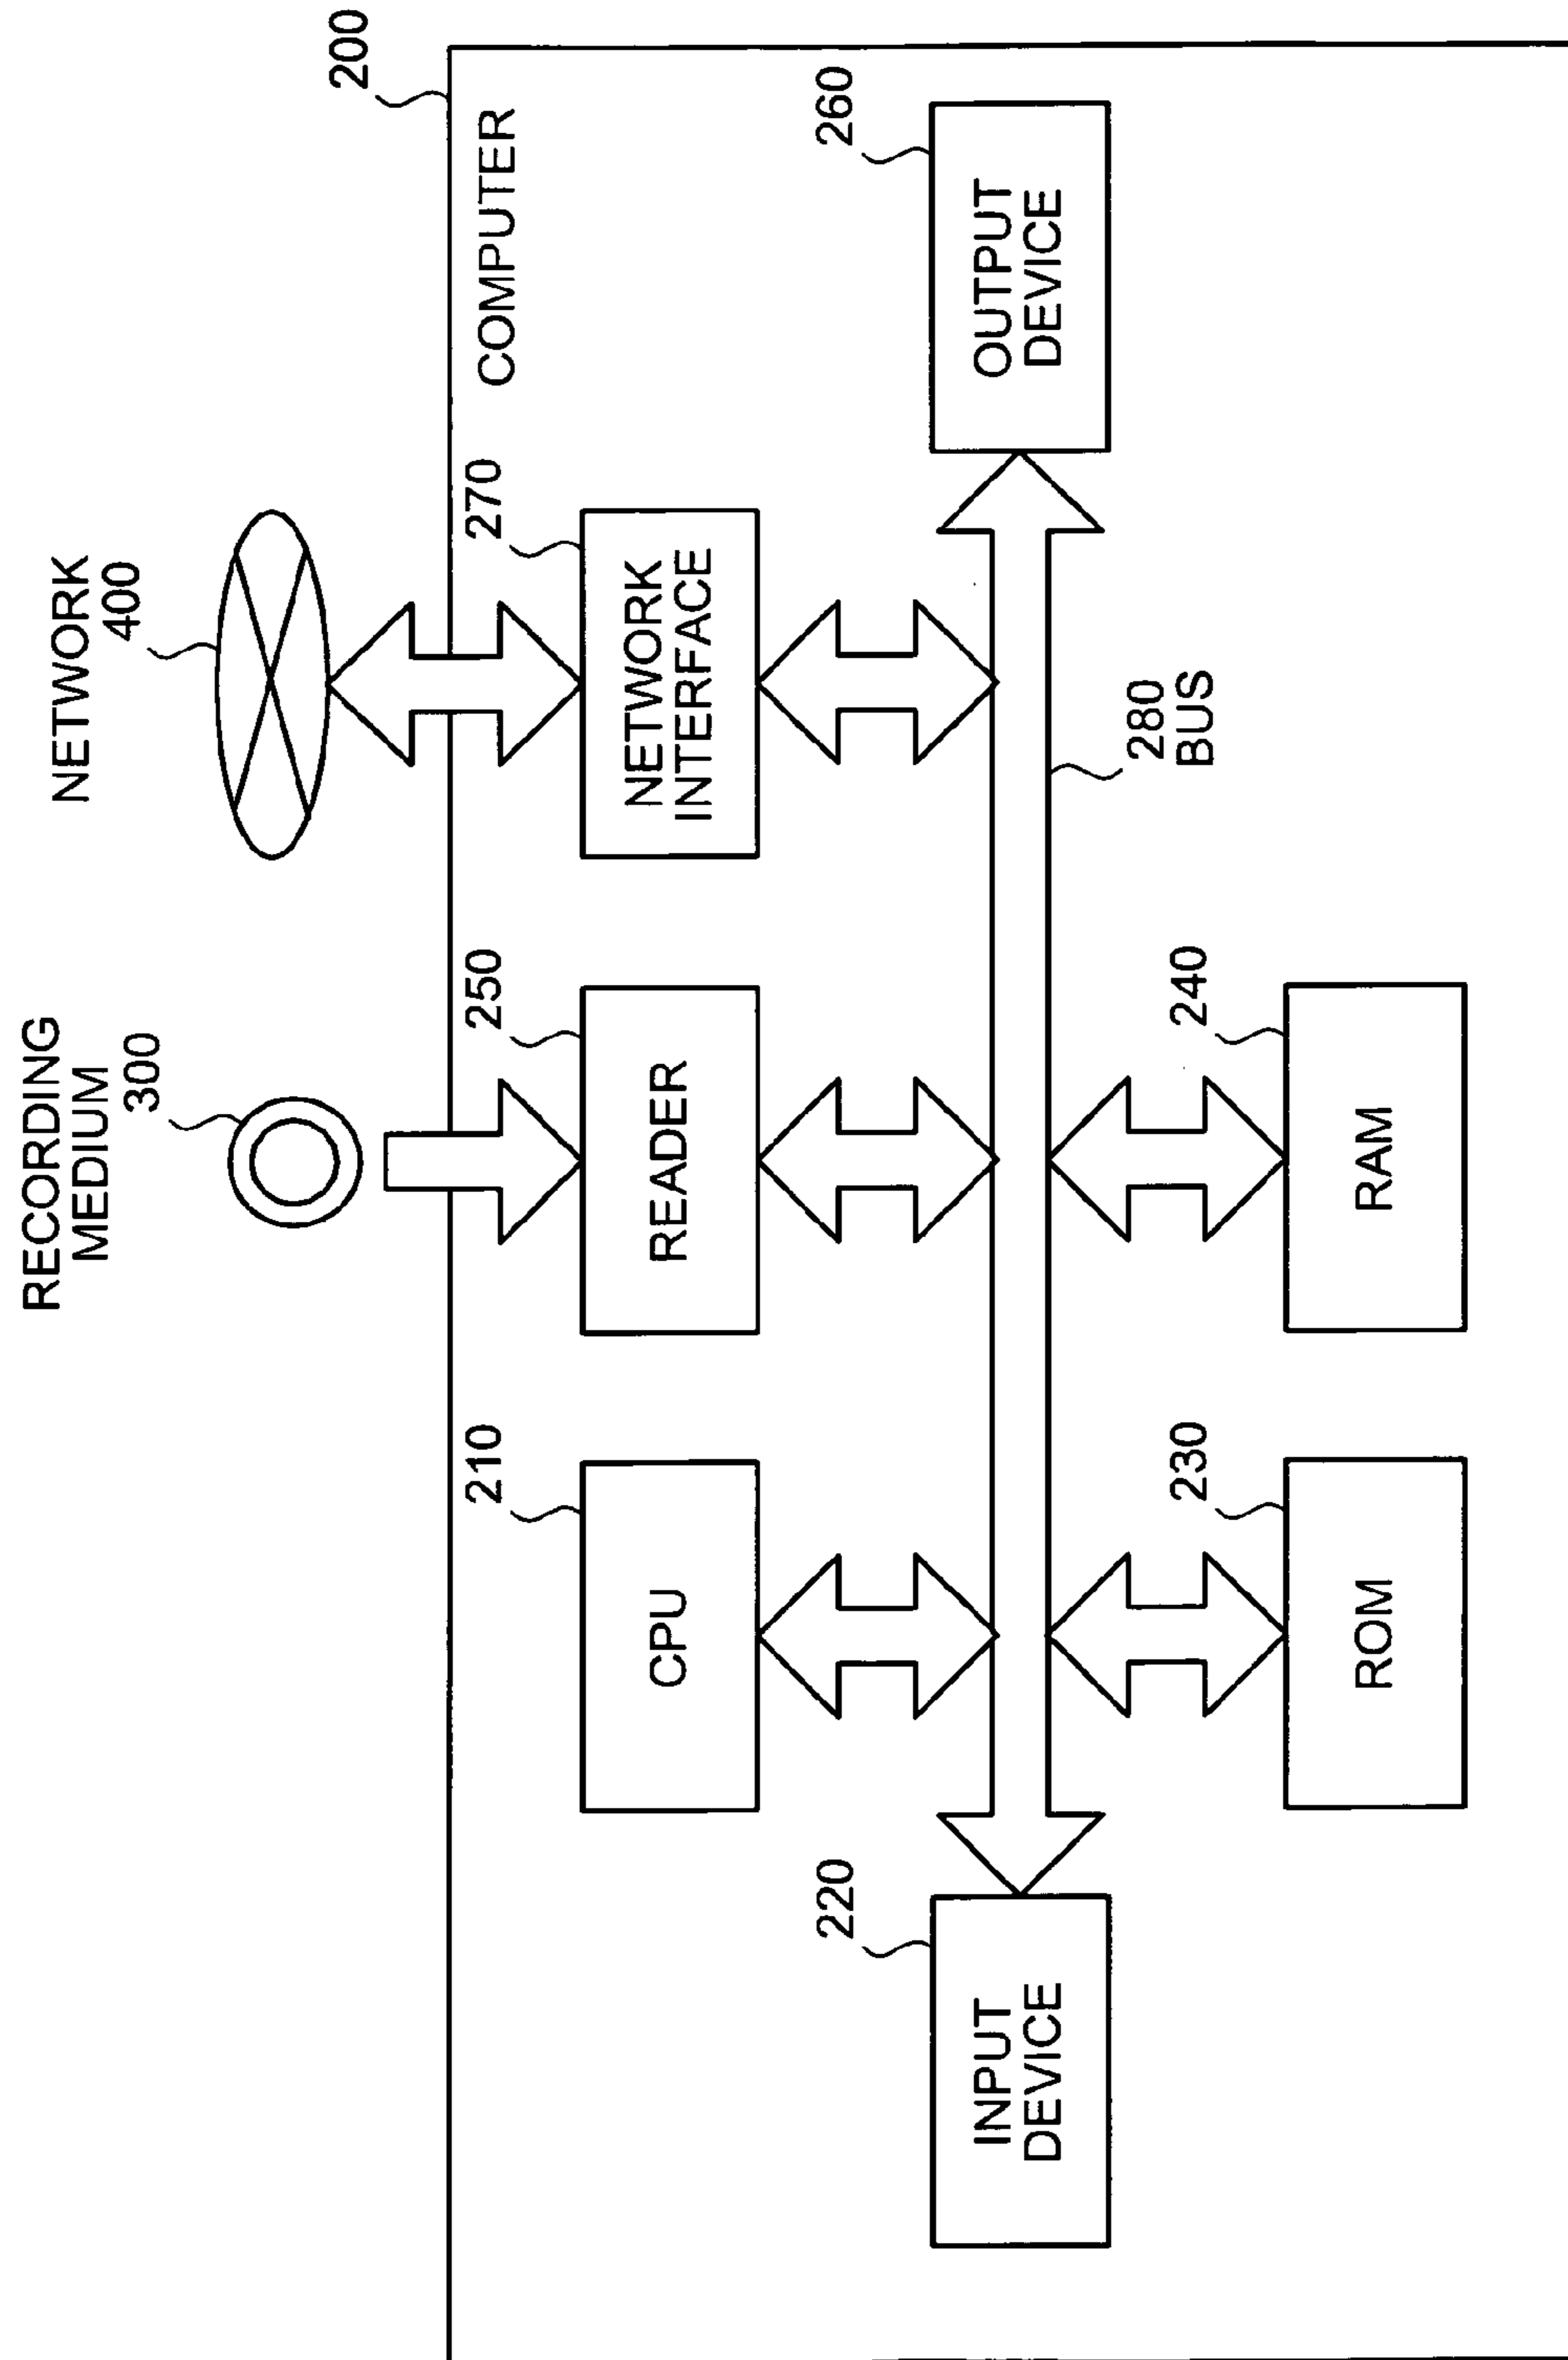 RECORDING
MEDIUM
300
NETWORK
400
200
COMPUTER
210
CPU
250
READER
270
NETWORK
INTERFACE
220
INPUT
DEVICE
260
OUTPUT
DEVICE
280
BUS
230
ROM
240
RAM